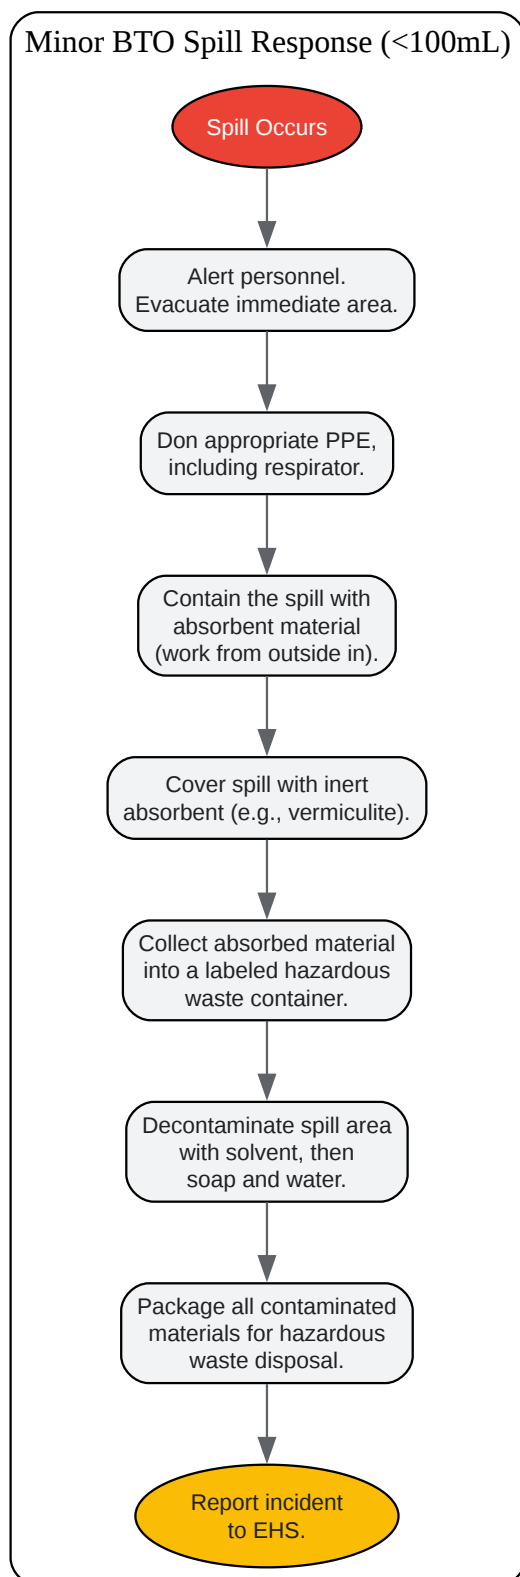 Minor BTO Spill Response (<100mL)
Spill Occurs
Alert personnel.
Evacuate immediate area.
Don appropriate PPE,
including respirator.
Contain the spill with
absorbent material
(work from outside in).
Cover spill with inert
absorbent (e.g., vermiculite).
Collect absorbed material
into a labeled hazardous
waste container.
Decontaminate spill area
with solvent, then
soap and water.
Package all contaminated
materials for hazardous
waste disposal.
Report incident
to EHS.